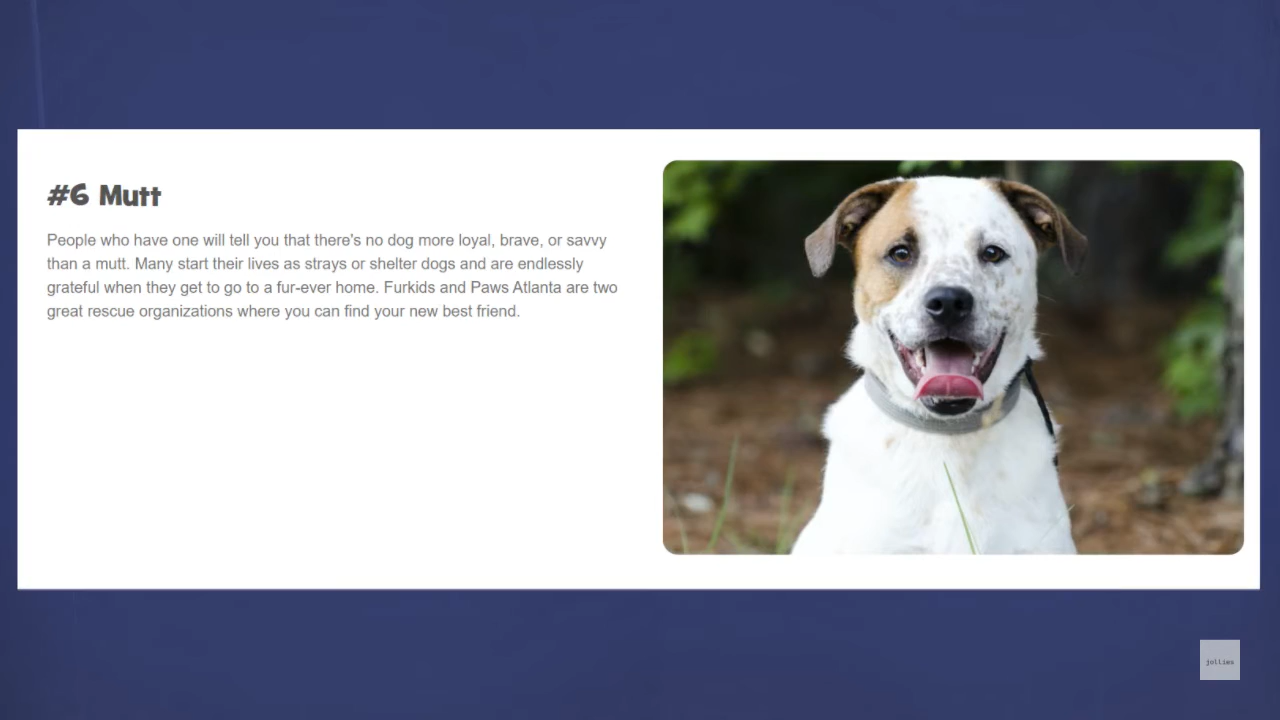 #6 Mutt
People who have one will tell you that there's no dog more loyal, brave, or savvy
than a mutt. Many start their lives as strays or shelter dogs and are endlessly
grateful when they get to go to a fur-ever home. Furkids and Paws Atlanta are two
great rescue organizations where you can find your new best friend.
jollies